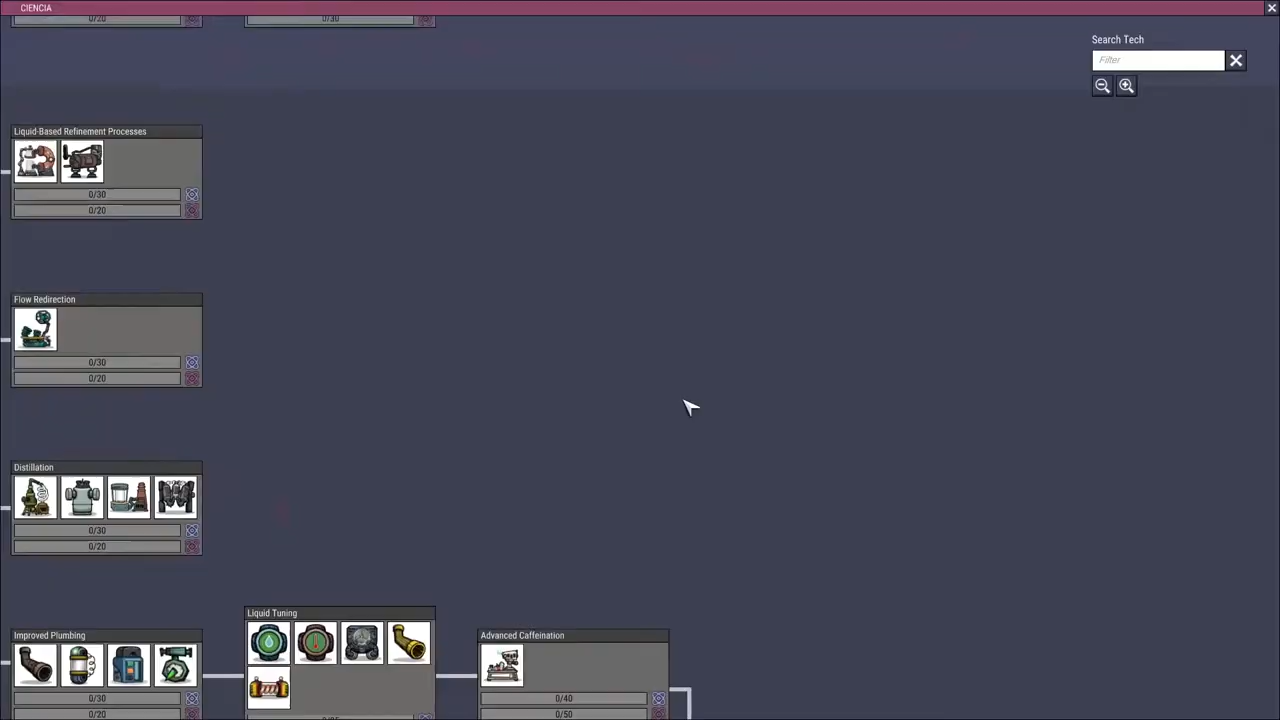 CIENCIA
0/20
0/30
Search Tech
Filter
Liquid-Based Refinement Processes
0/30
0/20
Flow Redirection
0/30
0/20
Distillation
0/30
0/20
Liquid Tuning
Improved Plumbing
Advanced Caffeination
0/30
0/40
0/20
0/50